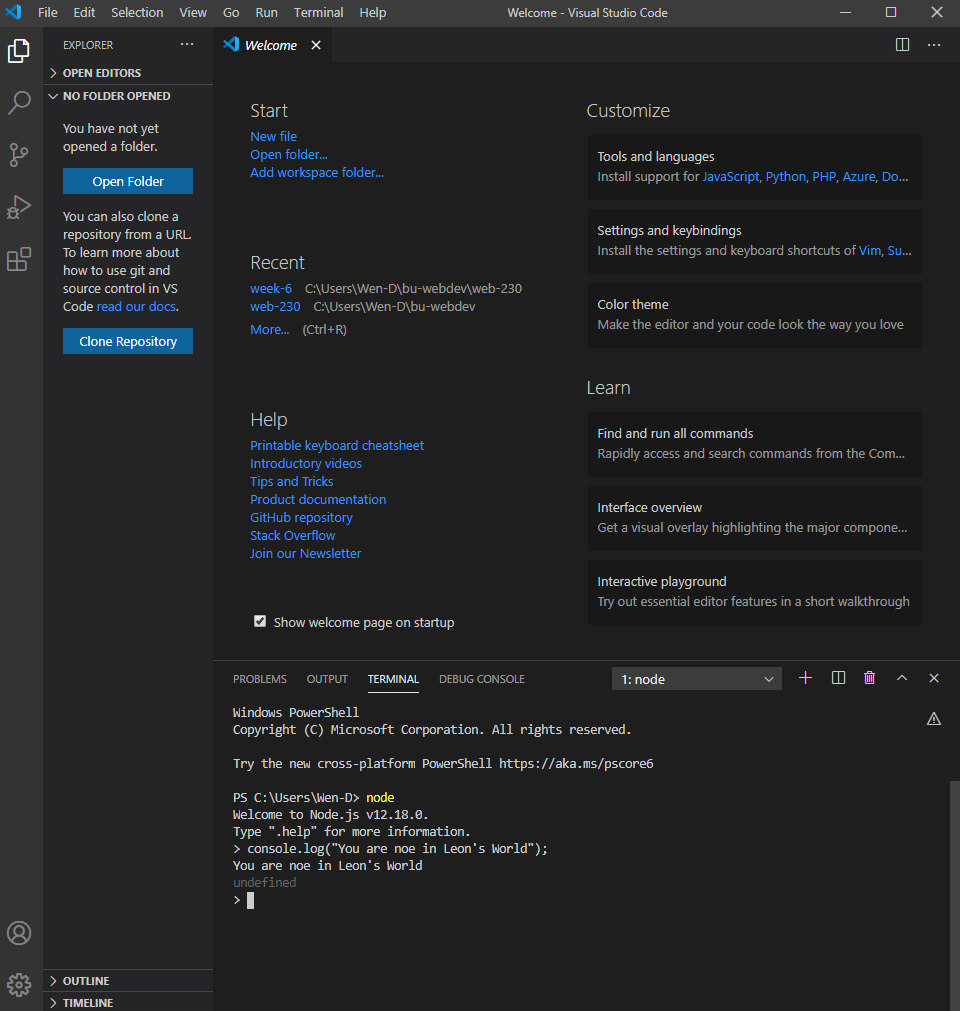 File Edit Selection View Go Run Terminal Help Welcome - Visual Studio Code
EXPLORER
OPEN EDITORS
NO FOLDER OPENED
You have not yet
opened a folder.
Open Folder
You can also clone a
repository from a URL.
To learn more about
how to use git and
source control in VS
Code read our docs.
Clone Repository
OUTLINE
TIMELINE
Welcome
Start
New file
Open folder...
Add workspace folder...
Recent
week-6 C:\Users\Wen-D\bu-webdev\web-230
web-230 C:\Users\Wen-D\bu-webdev
More... (Ctrl+R)
Help
Printable keyboard cheatsheet
Introductory videos
Tips and Tricks
Product documentation
GitHub repository
Stack Overflow
Join our Newsletter
Show welcome page on startup
Customize
Tools and languages
Install support for JavaScript, Python, PHP, Azure, Do...
Settings and keybindings
Install the settings and keyboard shortcuts of Vim, Su...
Color theme
Make the editor and your code look the way you love
Learn
Find and run all commands
Rapidly access and search commands from the Com...
Interface overview
Get a visual overlay highlighting the major compone...
Interactive playground
Try out essential editor features in a short walkthrough
PROBLEMS OUTPUT TERMINAL DEBUG CONSOLE 1: node
Windows PowerShell
Copyright (C) Microsoft Corporation. All rights reserved.
Try the new cross-platform PowerShell https://aka.ms/pscore6
PS C:\Users\Wen-D> node
Welcome to Node.js v12.18.0.
Type ".help" for more information.
> console.log("You are noe in Leon's World");
You are noe in Leon's World
undefined
>